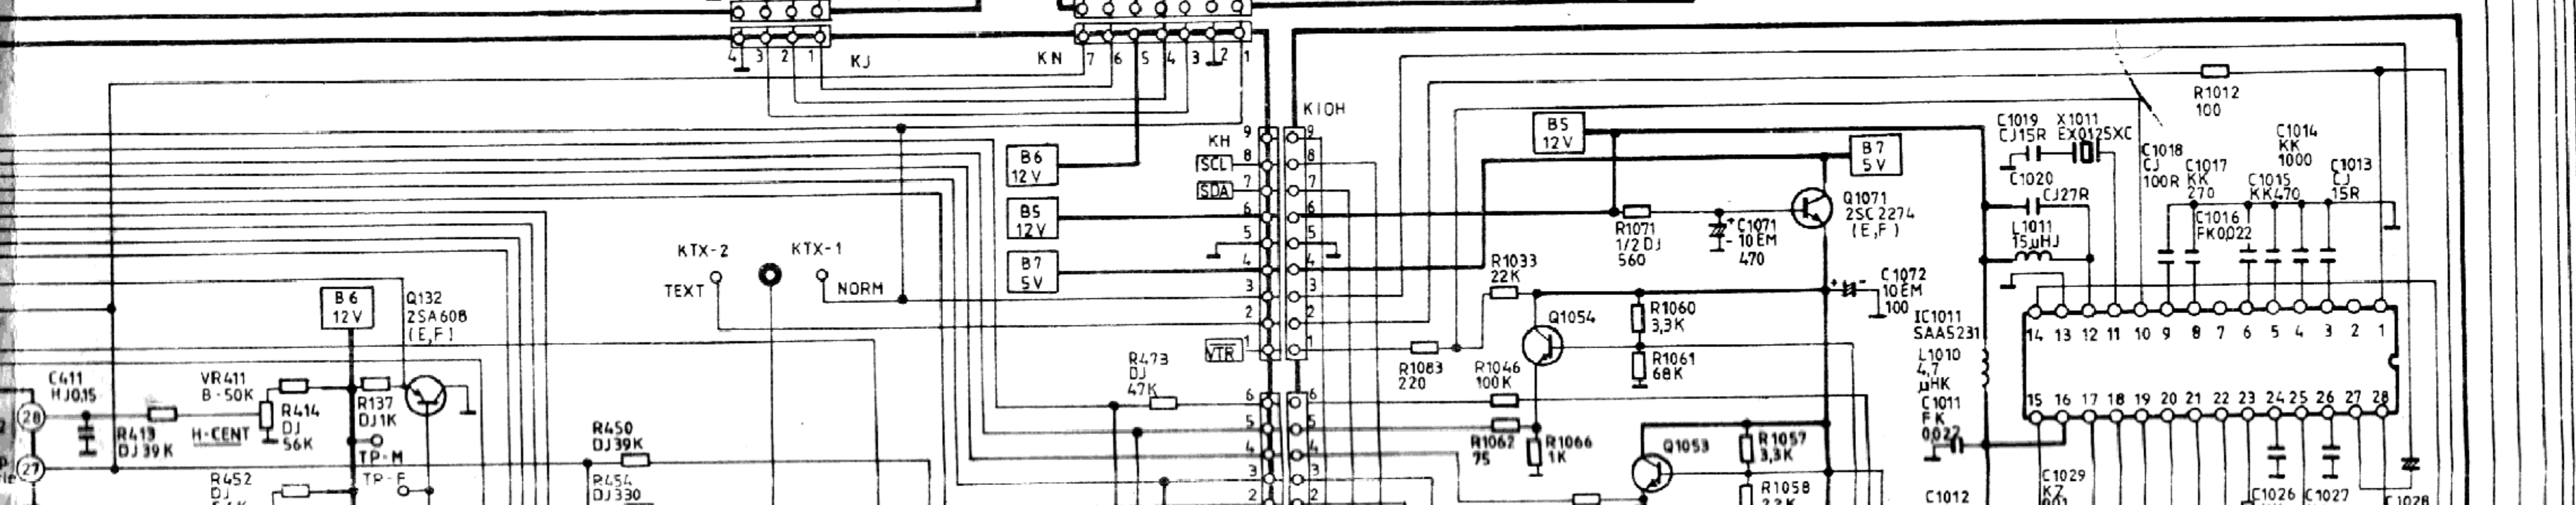 4 3 2 1 KJ
KN 7 6 5 4 3 2 1
K10H
KH
9 9
SCL 8 8
SDA 7 7
6 6
5 5
4 4
3 3
2 2
VTR 1 1
6 6
5 5
4 4
3 3
2 2
B6
12V
B5
12V
B7
5V
B5
12V
B7
5V
KTX-2
KTX-1
TEXT
NORM
B6
12V
Q132
2SA608
(E,F)
C411
HJ0.15
VR411
B-50K
R414
DJ
56K
R137
DJ1K
28
R413
DJ39K
H-CENT
27
TP-M
TP-F
R452
DJ
R450
DJ39K
R454
DJ330
R473
DJ
47K
R1071
1/2DJ
560
C1071
10EM
470
Q1071
2SC2274
(E,F)
R1033
22K
Q1054
R1060
3,3K
R1061
68K
C1072
10EM
100
R1083
220
R1046
100K
R1062
75
R1066
1K
Q1053
R1057
3,3K
R1058
R1012
100
C1019
CJ15R
X1011
EX0125XC
C1018
CJ
100R
C1017
KK
270
C1014
KK
1000
C1015
KK470
C1013
CJ
15R
C1020
CJ27R
C1016
FK0,022
L1011
15µHJ
IC1011
SAA5231
L1010
4,7
µHK
C1011
FK
0,022
14 13 12 11 10 9 8 7 6 5 4 3 2 1
15 16 17 18 19 20 21 22 23 24 25 26 27 28
C1029
KZ
C1012
C1026
C1027
C1028